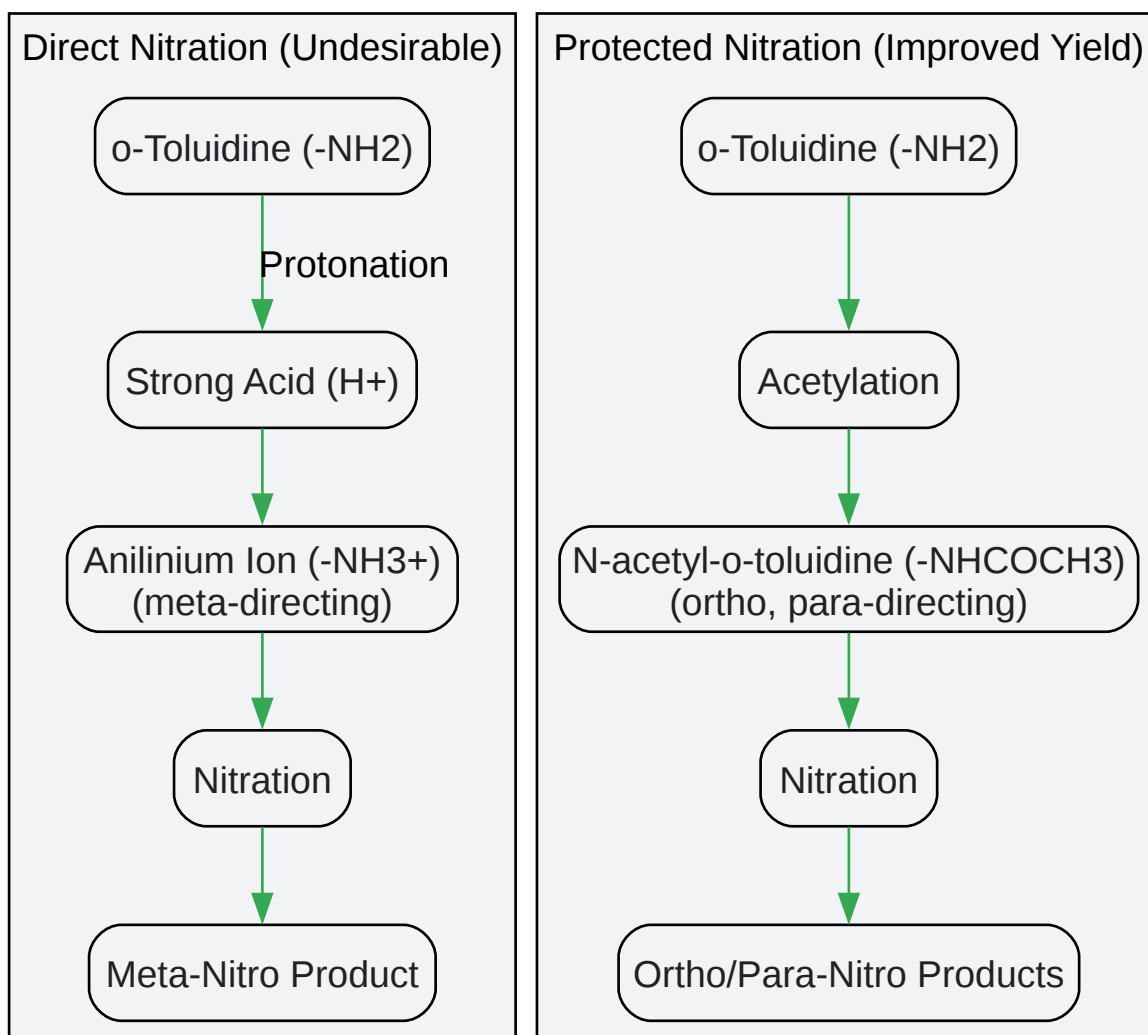 Direct Nitration (Undesirable)
o-Toluidine (-NH2)
Protonation
Strong Acid (H+)
Anilinium Ion (-NH3+)
(meta-directing)
Nitration
Meta-Nitro Product
Protected Nitration (Improved Yield)
o-Toluidine (-NH2)
Acetylation
N-acetyl-o-toluidine (-NHCOCH3)
(ortho, para-directing)
Nitration
Ortho/Para-Nitro Products